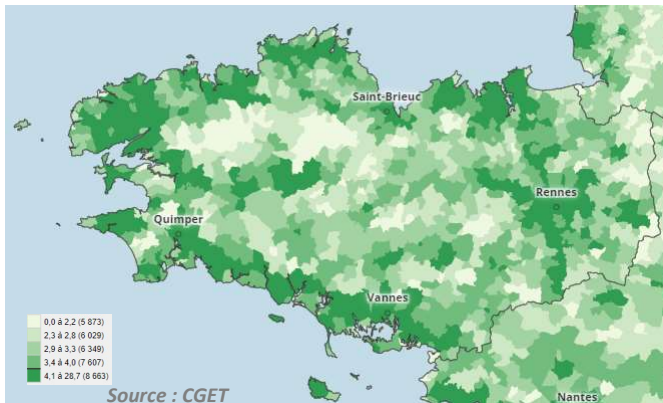 Saint-Brieuc
Rennes
Quimper
Vannes
0,0 à 2,2 (5 873)
2,3 à 2,8 (6 029)
2,9 à 3,3 (6 349)
3,4 à 4,0 (7 607)
4,1 à 28,7 (8 663)
Source : CGET
Nantes